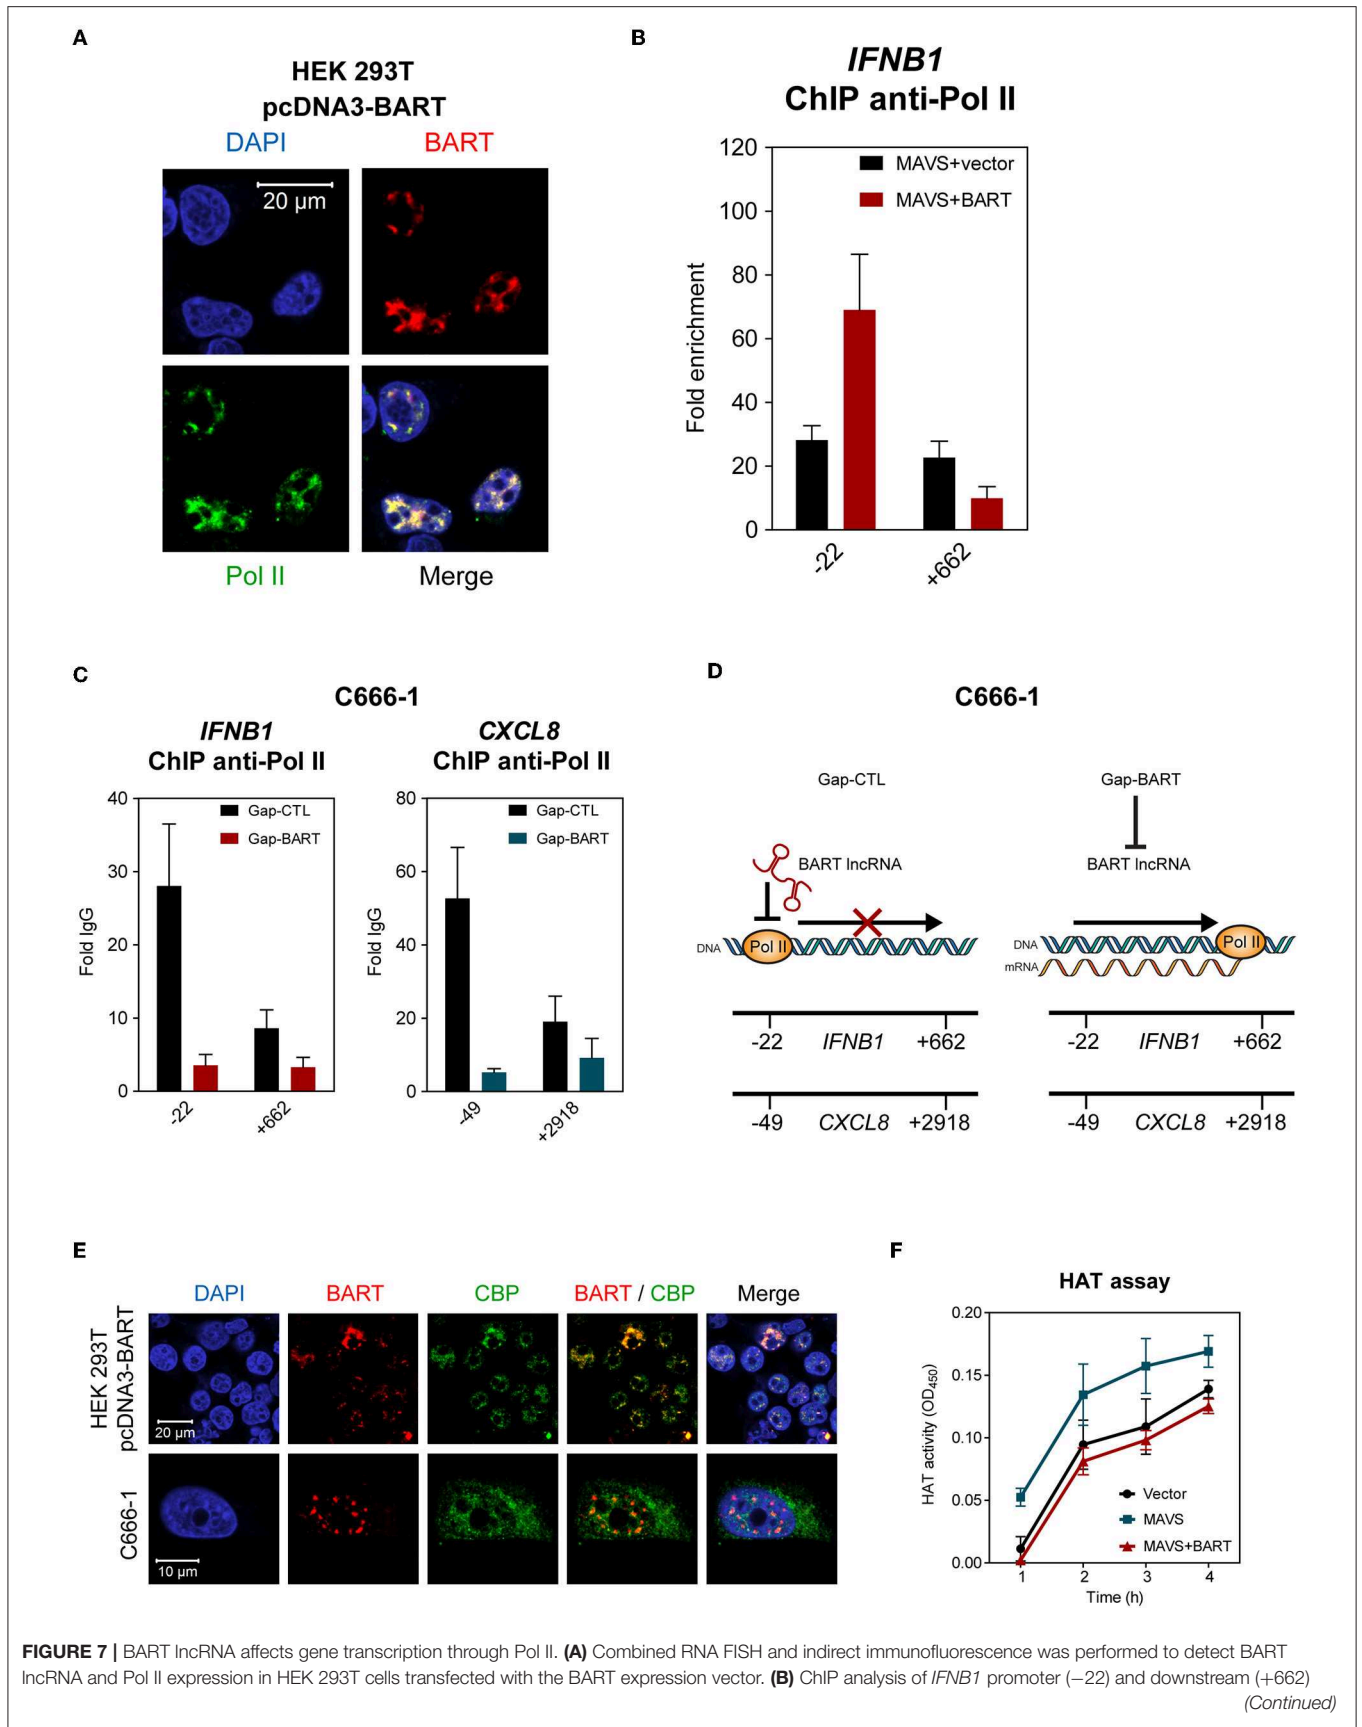 A
HEK 293T
pcDNA3-BART
DAPI
BART
20 µm
Pol II
Merge
B
IFNB1
ChIP anti-Pol II
120
100
80
60
40
20
0
Fold enrichment
MAVS+vector
MAVS+BART
-22
+662
C
C666-1
IFNB1
ChIP anti-Pol II
40
30
20
10
0
Fold IgG
Gap-CTL
Gap-BART
-22
+662
CXCL8
ChIP anti-Pol II
80
60
40
20
0
Fold IgG
Gap-CTL
Gap-BART
-49
+2918
D
C666-1
Gap-CTL
BART lncRNA
DNA
Pol II
-22
IFNB1
+662
-49
CXCL8
+2918
Gap-BART
BART lncRNA
DNA
Pol II
mRNA
-22
IFNB1
+662
-49
CXCL8
+2918
E
DAPI
BART
CBP
BART / CBP
Merge
HEK 293T
pcDNA3-BART
20 µm
C666-1
10 µm
F
HAT assay
0.20
0.15
0.10
0.05
0.00
HAT activity (OD450)
Vector
MAVS
MAVS+BART
1
2
3
4
Time (h)
FIGURE 7 | BART lncRNA affects gene transcription through Pol II. (A) Combined RNA FISH and indirect immunofluorescence was performed to detect BART
lncRNA and Pol II expression in HEK 293T cells transfected with the BART expression vector. (B) ChIP analysis of IFNB1 promoter (−22) and downstream (+662)
(Continued)